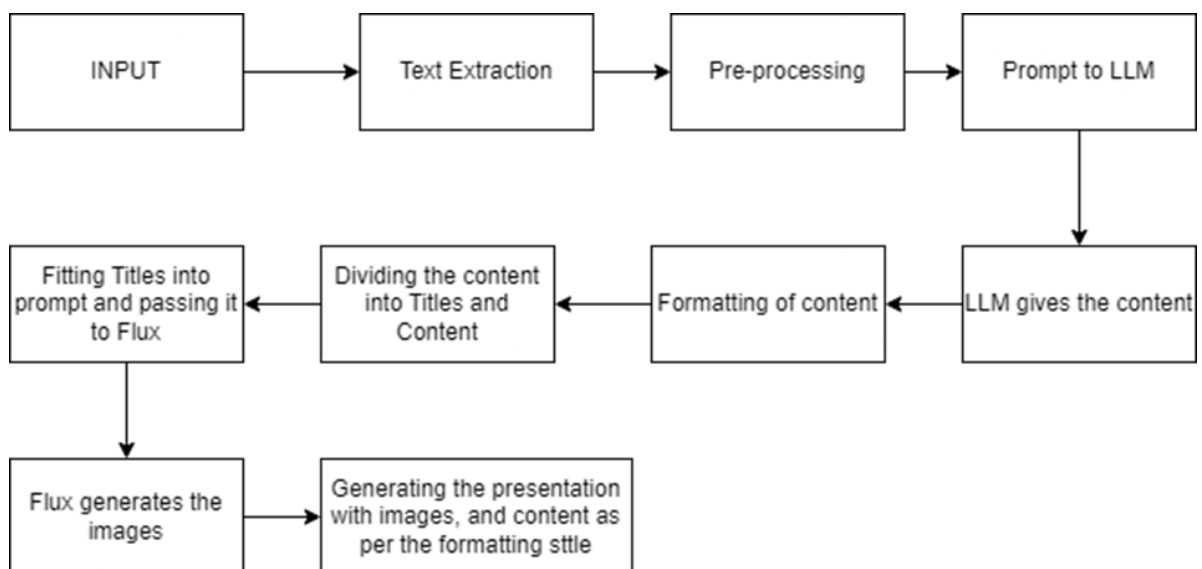 INPUT
Text Extraction
Pre-processing
Prompt to LLM
Fitting Titles into
prompt and passing it
to Flux
Dividing the content
into Titles and
Content
Formatting of content
LLM gives the content
Flux generates the
images
Generating the presentation
with images, and content as
per the formatting sttle